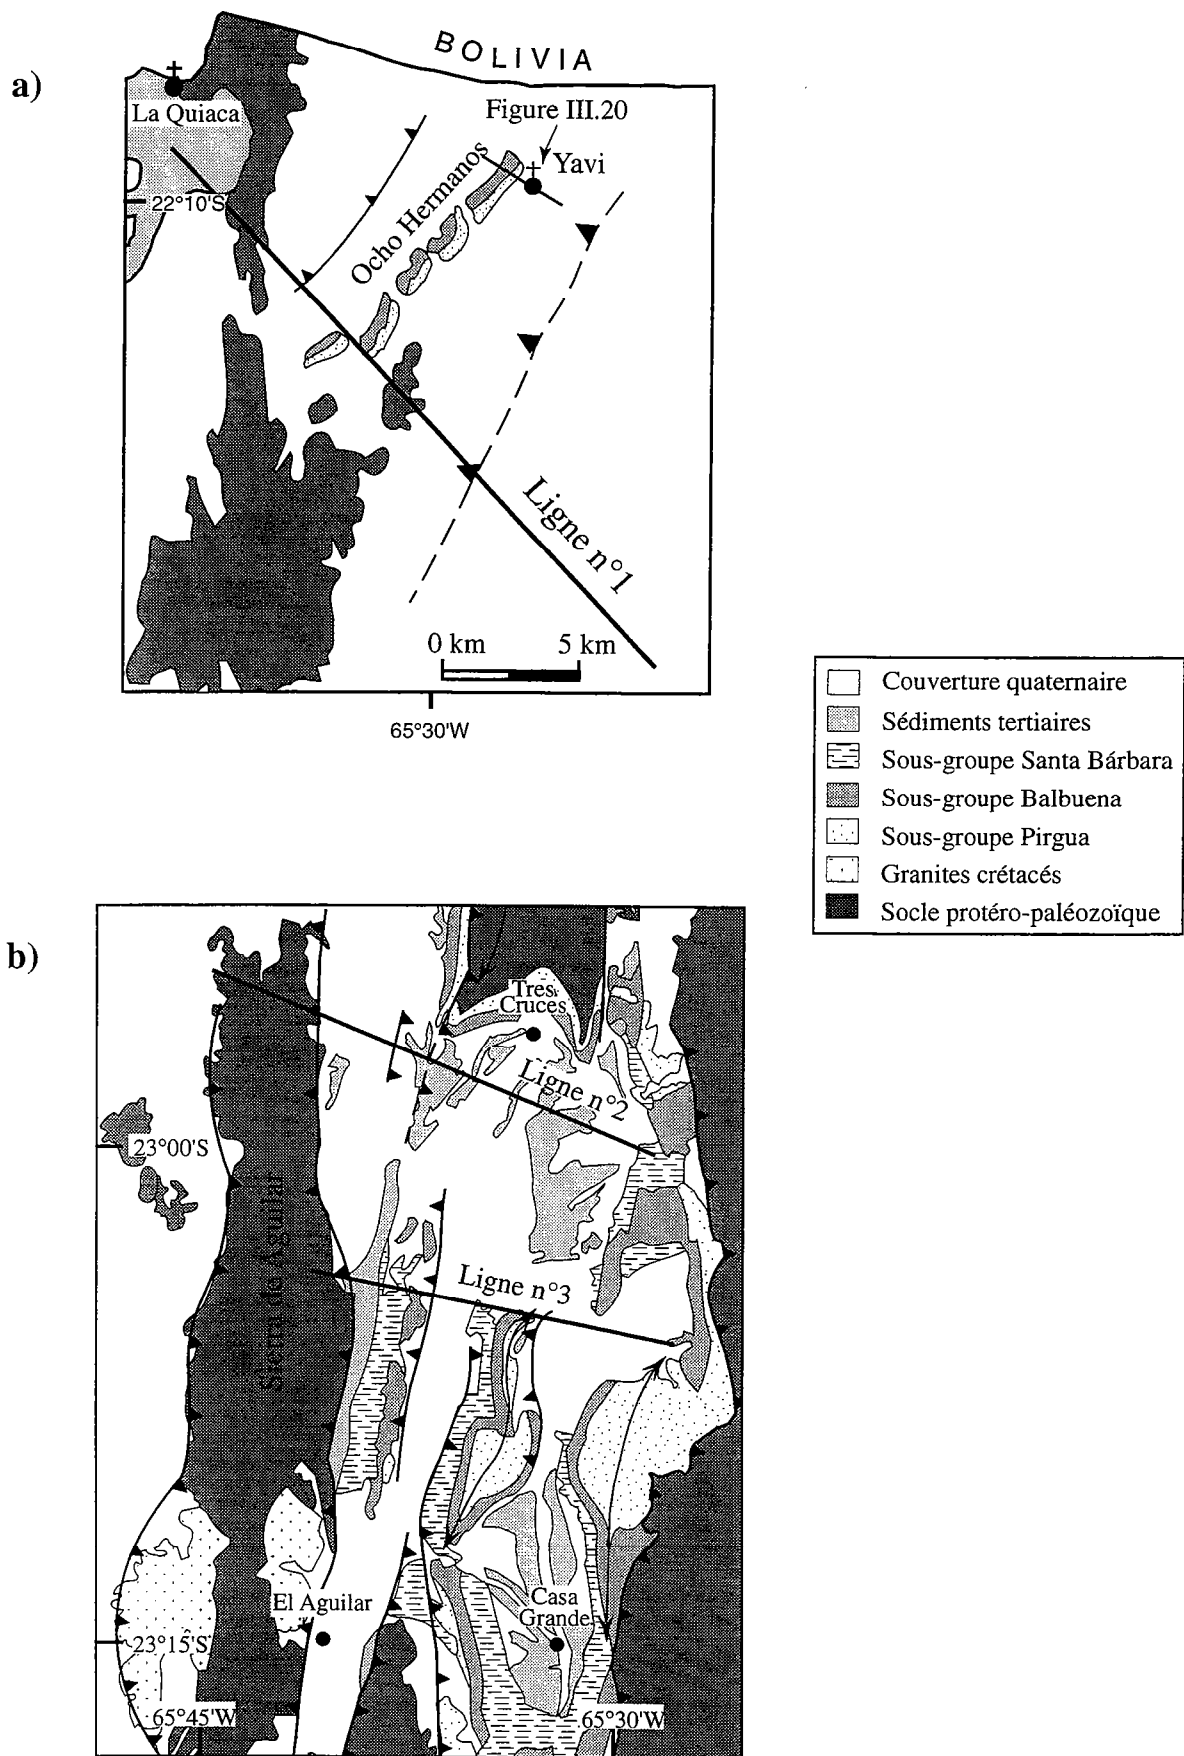 a)
BOLIVIA
La Quiaca
Figure III.20
Yavi
22°10'S
Ocho Hermanos
Ligne n°1
0 km 5 km
65°30'W
Couverture quaternaire
Sédiments tertiaires
Sous-groupe Santa Bárbara
Sous-groupe Balbuena
Sous-groupe Pirgua
Granites crétacés
Socle protéro-paléozoïque
b)
Tres
Cruces
Ligne n°2
23°00'S
Sierra de Aguilar
Ligne n°3
El Aguilar
Casa
Grande
23°15'S
65°45'W
65°30'W